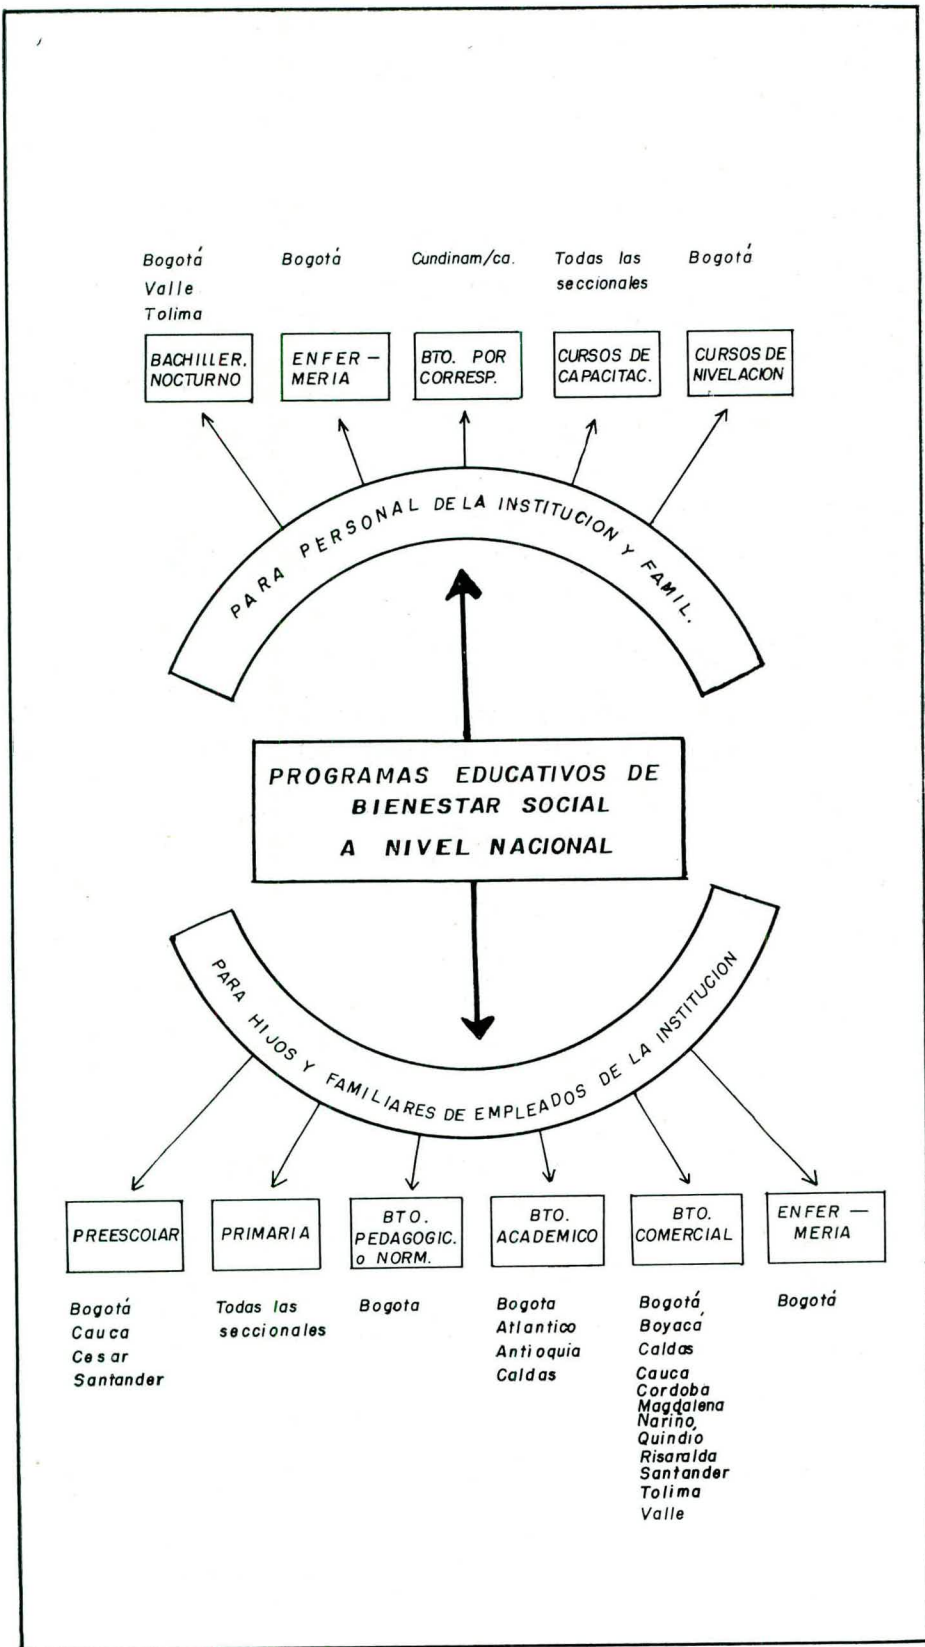 Bogotá
Valle
Tolima
BACHILLER.
NOCTURNO
Bogotá
ENFER —
MERIA
Cundinam/ca.
BTO. POR
CORRESP.
Todas las
seccionales
CURSOS DE
CAPACITAC.
Bogotá
CURSOS DE
NIVELACION
PARA PERSONAL DE LA INSTITUCION Y FAMIL.
PROGRAMAS EDUCATIVOS DE
BIENESTAR SOCIAL
A NIVEL NACIONAL
PARA HIJOS Y FAMILIARES DE EMPLEADOS DE LA INSTITUCION
PREESCOLAR
Bogotá
Cauca
Cesar
Santander
PRIMARIA
Todas las
seccionales
BTO.
PEDAGOGIC.
o NORM.
Bogota
BTO.
ACADEMICO
Bogota
Atlantico
Antioquia
Caldas
BTO.
COMERCIAL
Bogotá
Boyacá
Caldas
Cauca
Cordoba
Magdalena
Nariño
Quindío
Risaralda
Santander
Tolima
Valle
ENFER —
MERIA
Bogotá